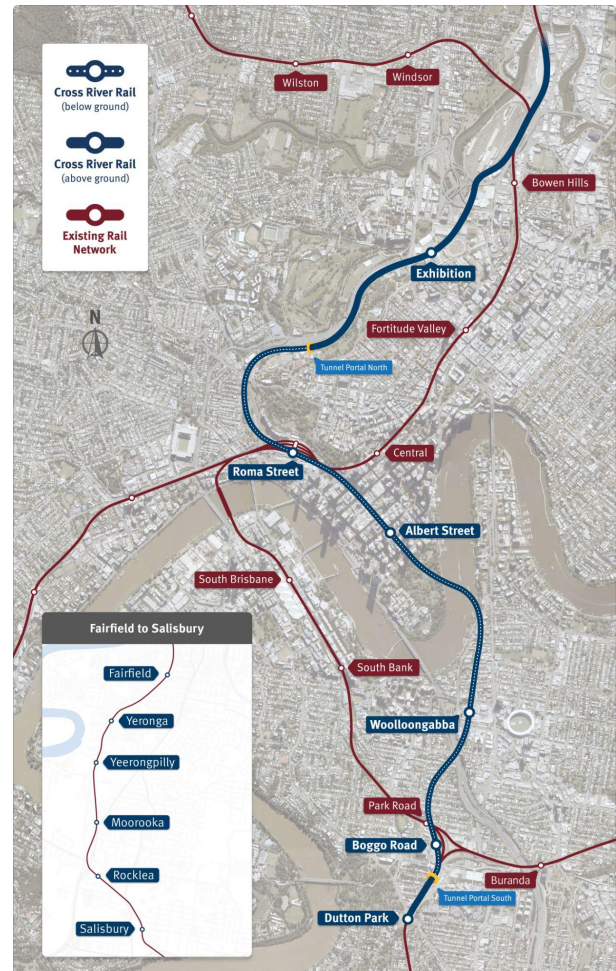 Cross River Rail
(below ground)
Cross River Rail
(above ground)
Existing Rail
Network
N
Wilston
Windsor
Bowen Hills
Exhibition
Fortitude Valley
Tunnel Portal North
Central
Roma Street
Albert Street
South Brisbane
South Bank
Woolloongabba
Park Road
Boggo Road
Buranda
Tunnel Portal South
Dutton Park
Fairfield to Salisbury
Fairfield
Yeronga
Yeerongpilly
Moorooka
Rocklea
Salisbury